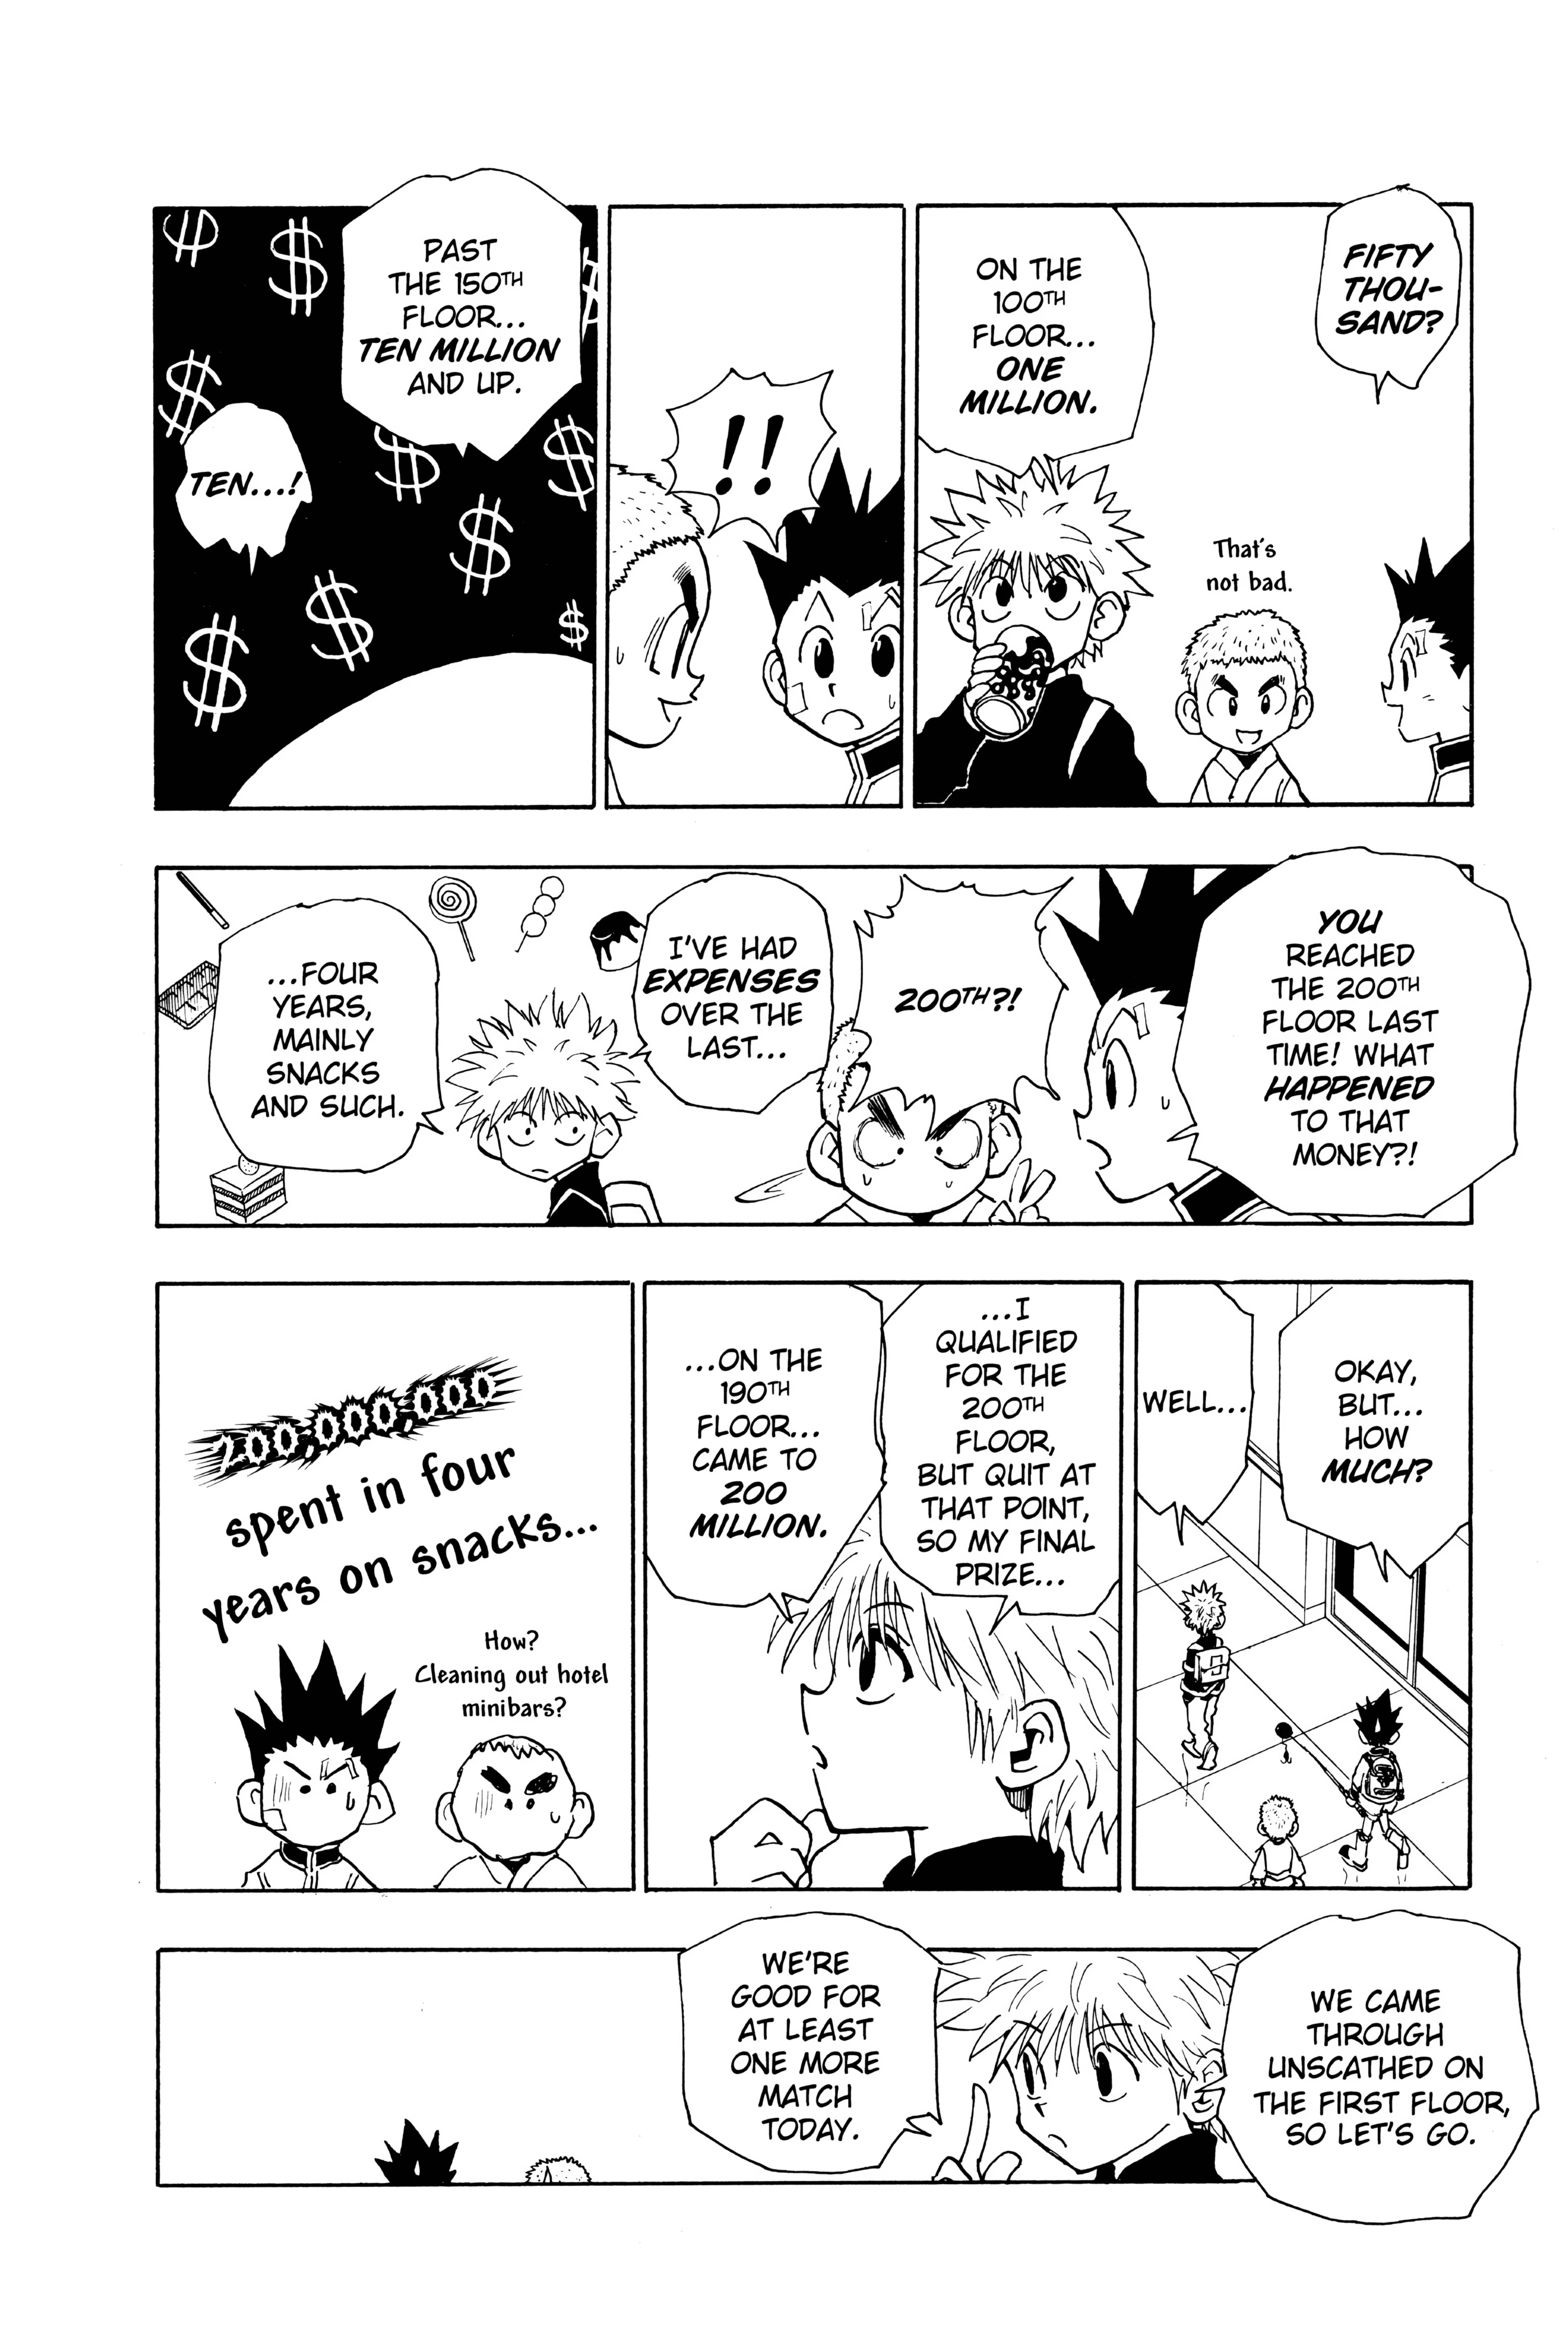 FIFTY
THOU-
SAND?
ON THE
100TH
FLOOR...
ONE
MILLION.
That's
not bad.
!!
PAST
THE 150TH
FLOOR...
TEN MILLION
AND UP.
TEN...!
YOU
REACHED
THE 200TH
FLOOR LAST
TIME! WHAT
HAPPENED
TO THAT
MONEY?!
200TH?!
I'VE HAD
EXPENSES
OVER THE
LAST...
...FOUR
YEARS,
MAINLY
SNACKS
AND SUCH.
OKAY,
BUT...
HOW
MUCH?
WELL...
...I
QUALIFIED
FOR THE
200TH
FLOOR,
BUT QUIT AT
THAT POINT,
SO MY FINAL
PRIZE...
...ON THE
190TH
FLOOR...
CAME TO
200
MILLION.
200,000,000
spent in four
years on snacks...
How?
Cleaning out hotel
minibars?
WE CAME
THROUGH
UNSCATHED ON
THE FIRST FLOOR,
SO LET'S GO.
WE'RE
GOOD FOR
AT LEAST
ONE MORE
MATCH
TODAY.